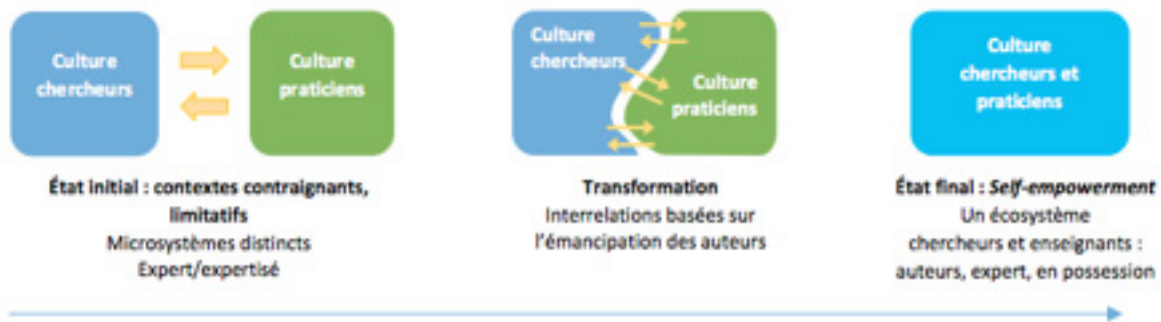 Culture
chercheurs
Culture
praticiens
État initial : contextes contraignants,
limitatifs
Microsystèmes distincts
Expert/expertisé
Culture
chercheurs
Culture
praticiens
Transformation
Interrelations basées sur
l'émancipation des auteurs
Culture
chercheurs et
praticiens
État final : Self-empowerment
Un écosystème
chercheurs et enseignants :
auteurs, expert, en possession